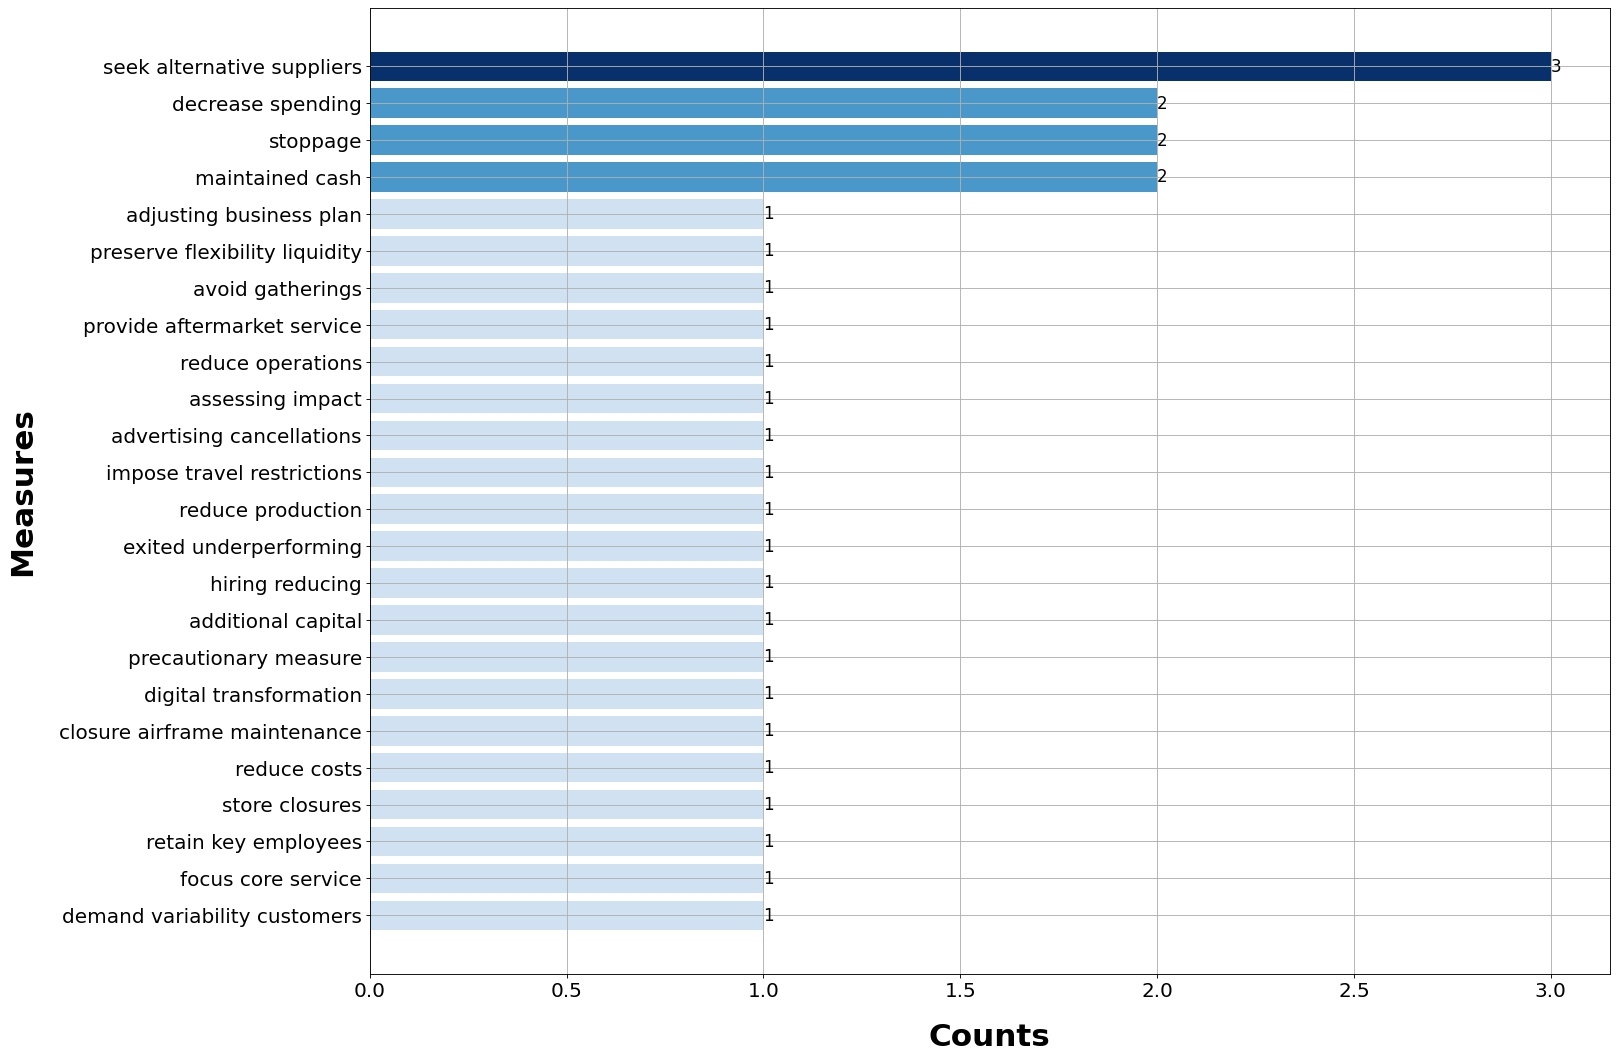 seek alternative suppliers 3
decrease spending 2
stoppage 2
maintained cash 2
adjusting business plan 1
preserve flexibility liquidity 1
avoid gatherings 1
provide aftermarket service 1
reduce operations 1
assessing impact 1
advertising cancellations 1
impose travel restrictions 1
reduce production 1
exited underperforming 1
hiring reducing 1
additional capital 1
precautionary measure 1
digital transformation 1
closure airframe maintenance 1
reduce costs 1
store closures 1
retain key employees 1
focus core service 1
demand variability customers 1
Measures
0.0 0.5 1.0 1.5 2.0 2.5 3.0
Counts